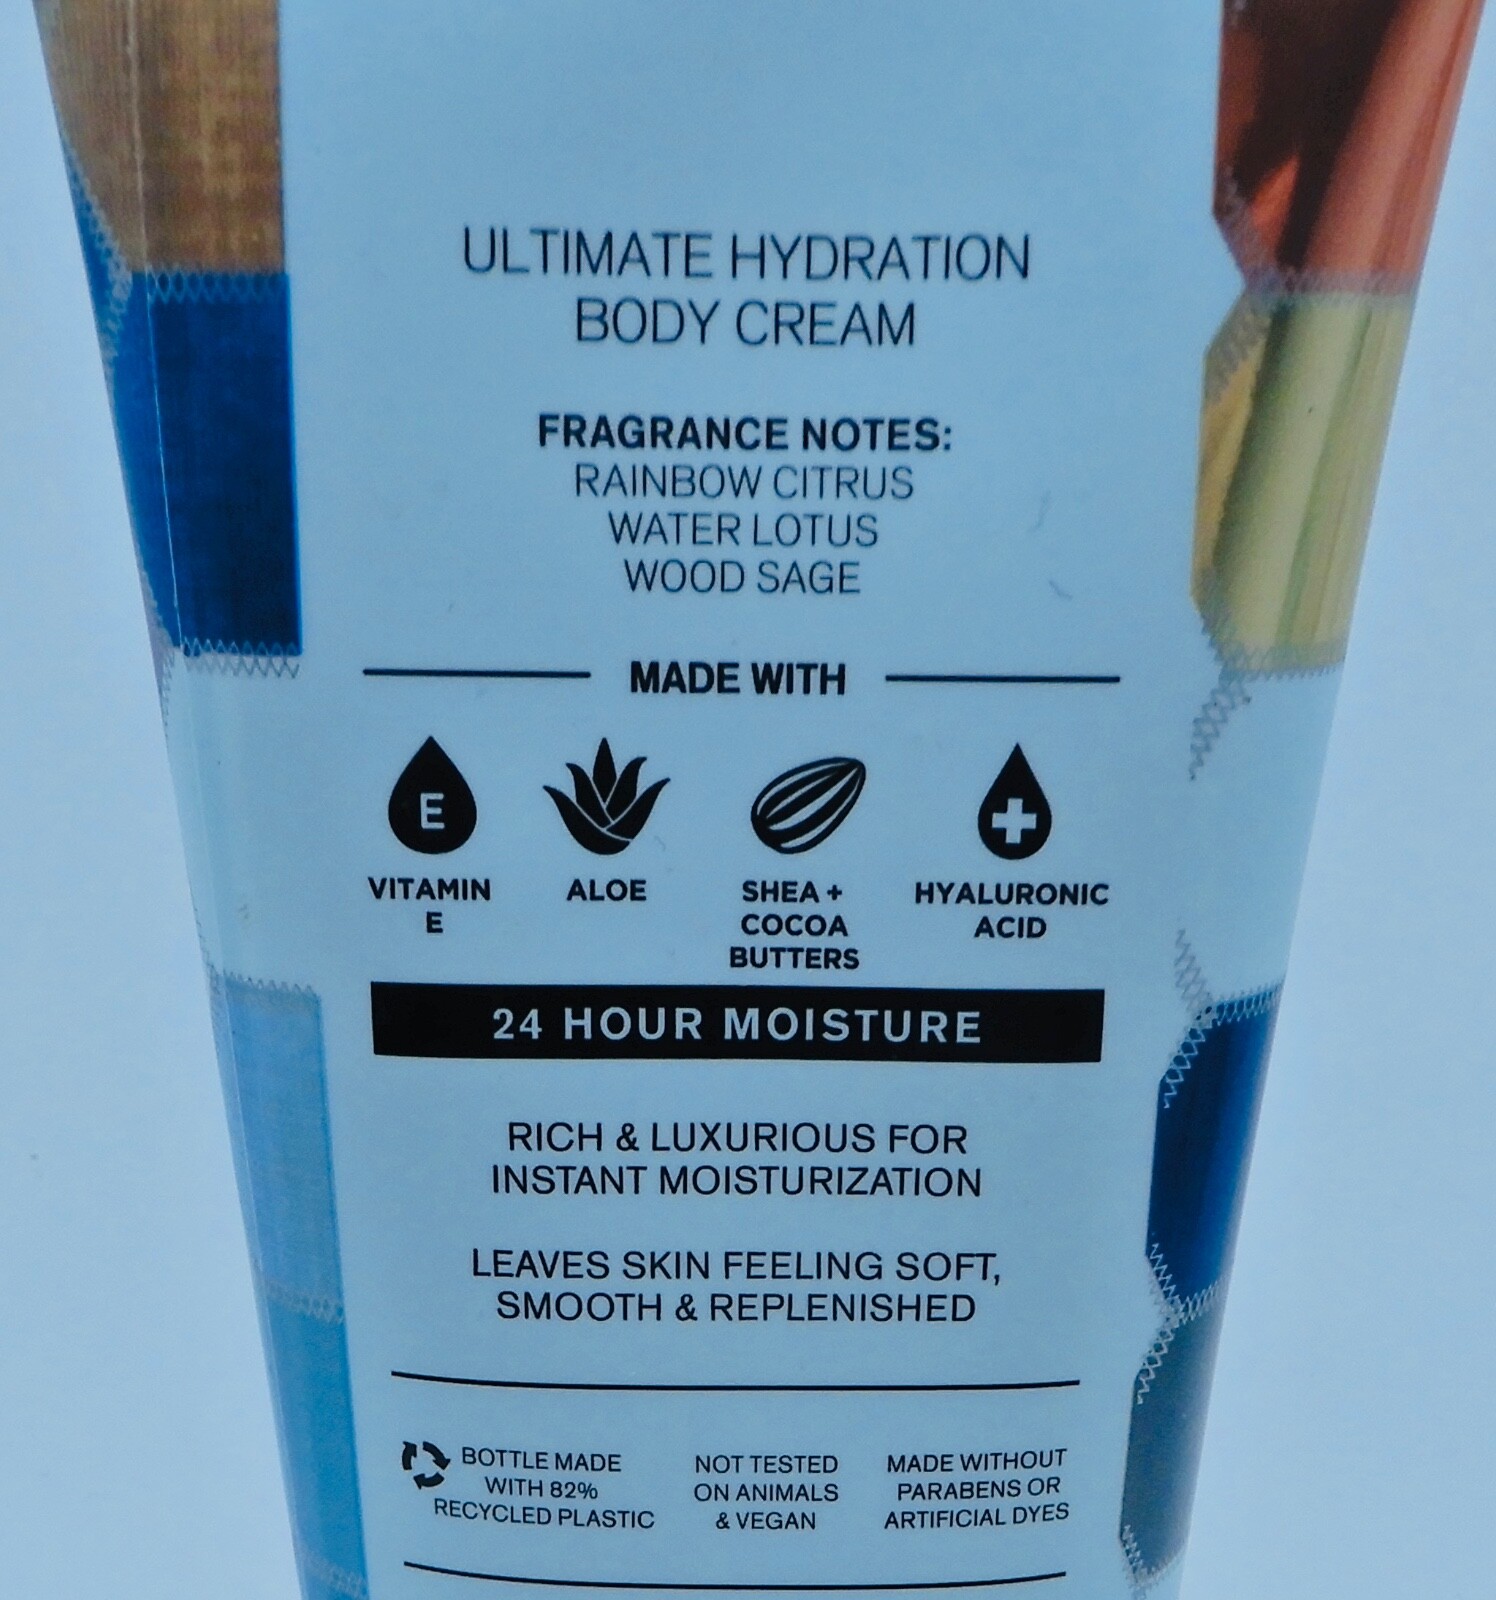 ULTIMATE HYDRATION
BODY CREAM
FRAGRANCE NOTES:
RAINBOW CITRUS
WATER LOTUS
WOOD SAGE
MADE WITH
E
VITAMIN
E
ALOE
SHEA +
COCOA
BUTTERS
HYALURONIC
ACID
24 HOUR MOISTURE
RICH & LUXURIOUS FOR
INSTANT MOISTURIZATION
LEAVES SKIN FEELING SOFT,
SMOOTH & REPLENISHED
BOTTLE MADE
WITH 82%
RECYCLED PLASTIC
NOT TESTED
ON ANIMALS
& VEGAN
MADE WITHOUT
PARABENS OR
ARTIFICIAL DYES